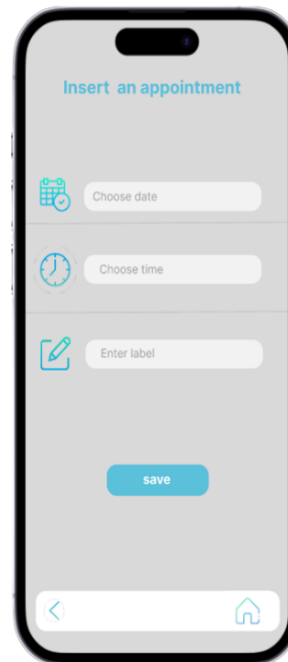 Insert an appointment
Choose date
Choose time
Enter label
save